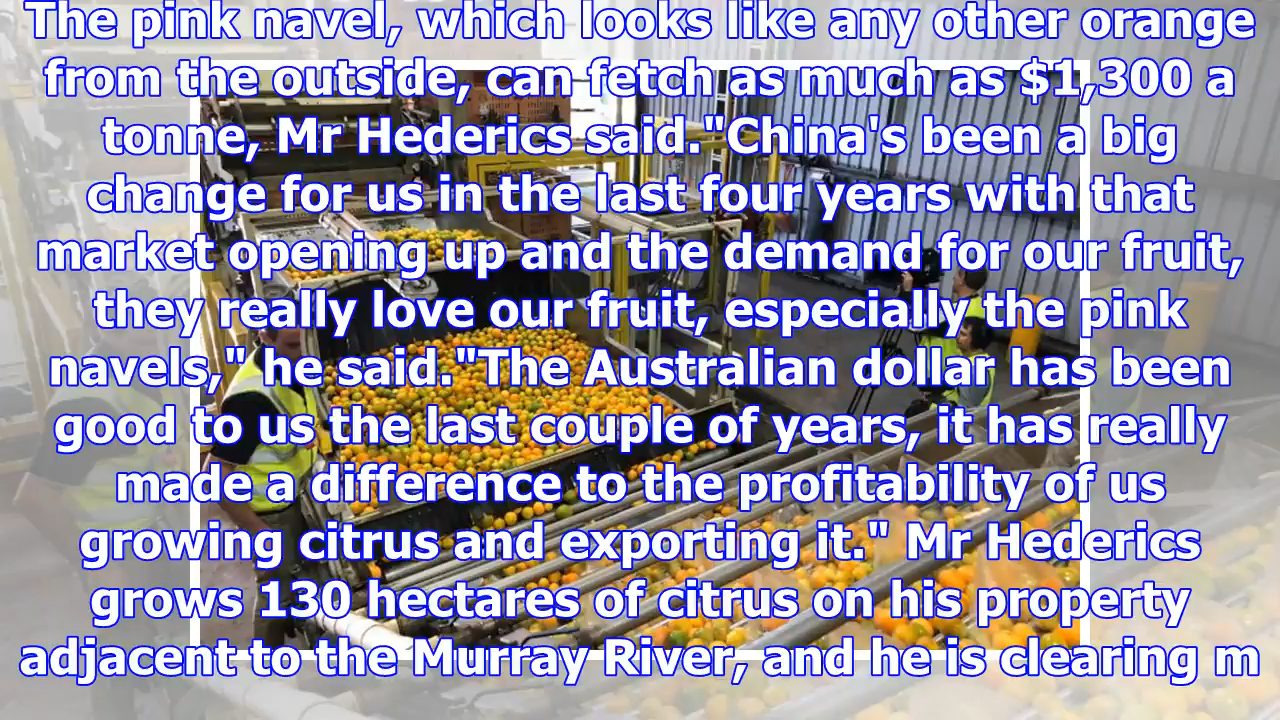 The pink navel, which looks like any other orange
from the outside, can fetch as much as $1,300 a
tonne, Mr Hederics said. "China's been a big
change for us in the last four years with that
market opening up and the demand for our fruit,
they really love our fruit, especially the pink
navels," he said. "The Australian dollar has been
good to us the last couple of years, it has really
made a difference to the profitability of us
growing citrus and exporting it." Mr Hederics
grows 130 hectares of citrus on his property
adjacent to the Murray River, and he is clearing m